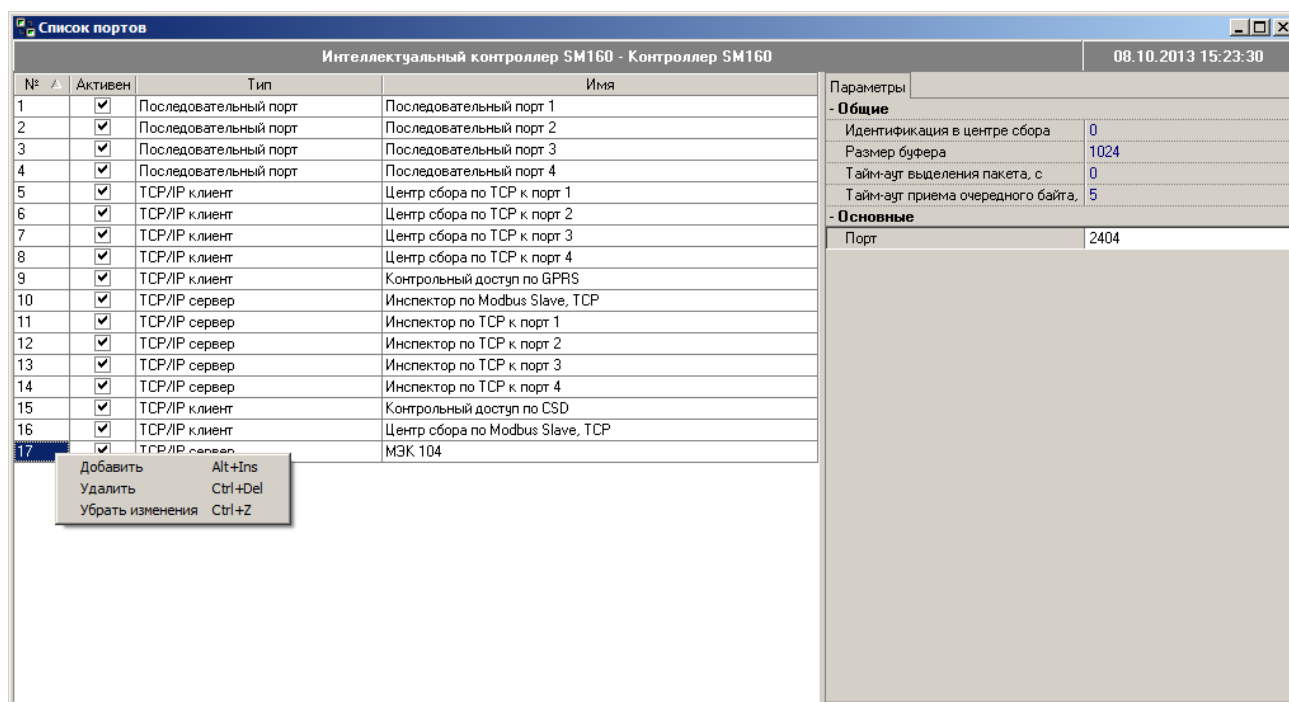 Список портов
Интеллектуальный контроллер SM160 - Контроллер SM160 08.10.2013 15:23:30
№ Активен Тип Имя
1 Последовательный порт Последовательный порт 1
2 Последовательный порт Последовательный порт 2
3 Последовательный порт Последовательный порт 3
4 Последовательный порт Последовательный порт 4
5 TCP/IP клиент Центр сбора по TCP к порт 1
6 TCP/IP клиент Центр сбора по TCP к порт 2
7 TCP/IP клиент Центр сбора по TCP к порт 3
8 TCP/IP клиент Центр сбора по TCP к порт 4
9 TCP/IP клиент Контрольный доступ по GPRS
10 TCP/IP сервер Инспектор по Modbus Slave, TCP
11 TCP/IP сервер Инспектор по TCP к порт 1
12 TCP/IP сервер Инспектор по TCP к порт 2
13 TCP/IP сервер Инспектор по TCP к порт 3
14 TCP/IP сервер Инспектор по TCP к порт 4
15 TCP/IP клиент Контрольный доступ по CSD
16 TCP/IP клиент Центр сбора по Modbus Slave, TCP
17 TCP/IP сервер МЭК 104
Добавить Alt+Ins
Удалить Ctrl+Del
Убрать изменения Ctrl+Z
Параметры
- Общие
Идентификация в центре сбора 0
Размер буфера 1024
Тайм-аут выделения пакета, с 0
Тайм-аут приема очередного байта, 5
- Основные
Порт 2404